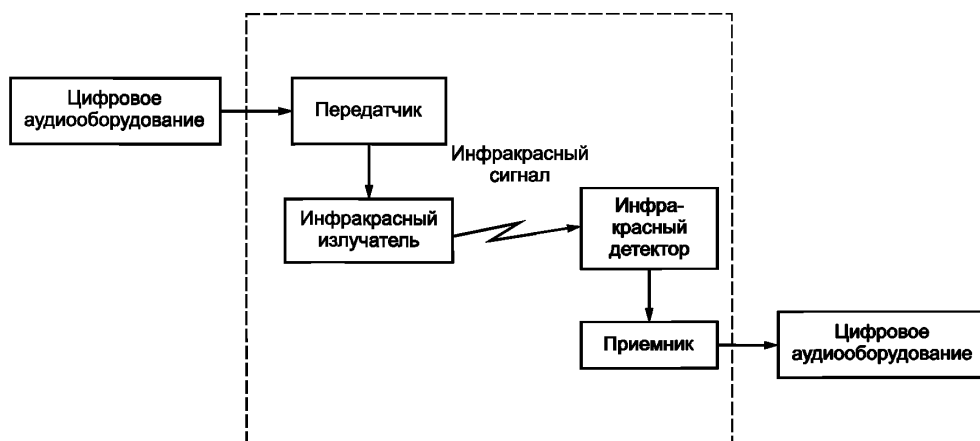 Цифровое
аудиооборудование
Передатчик
Инфракрасный
сигнал
Инфракрасный
излучатель
Инфра-
красный
детектор
Приемник
Цифровое
аудиооборудование